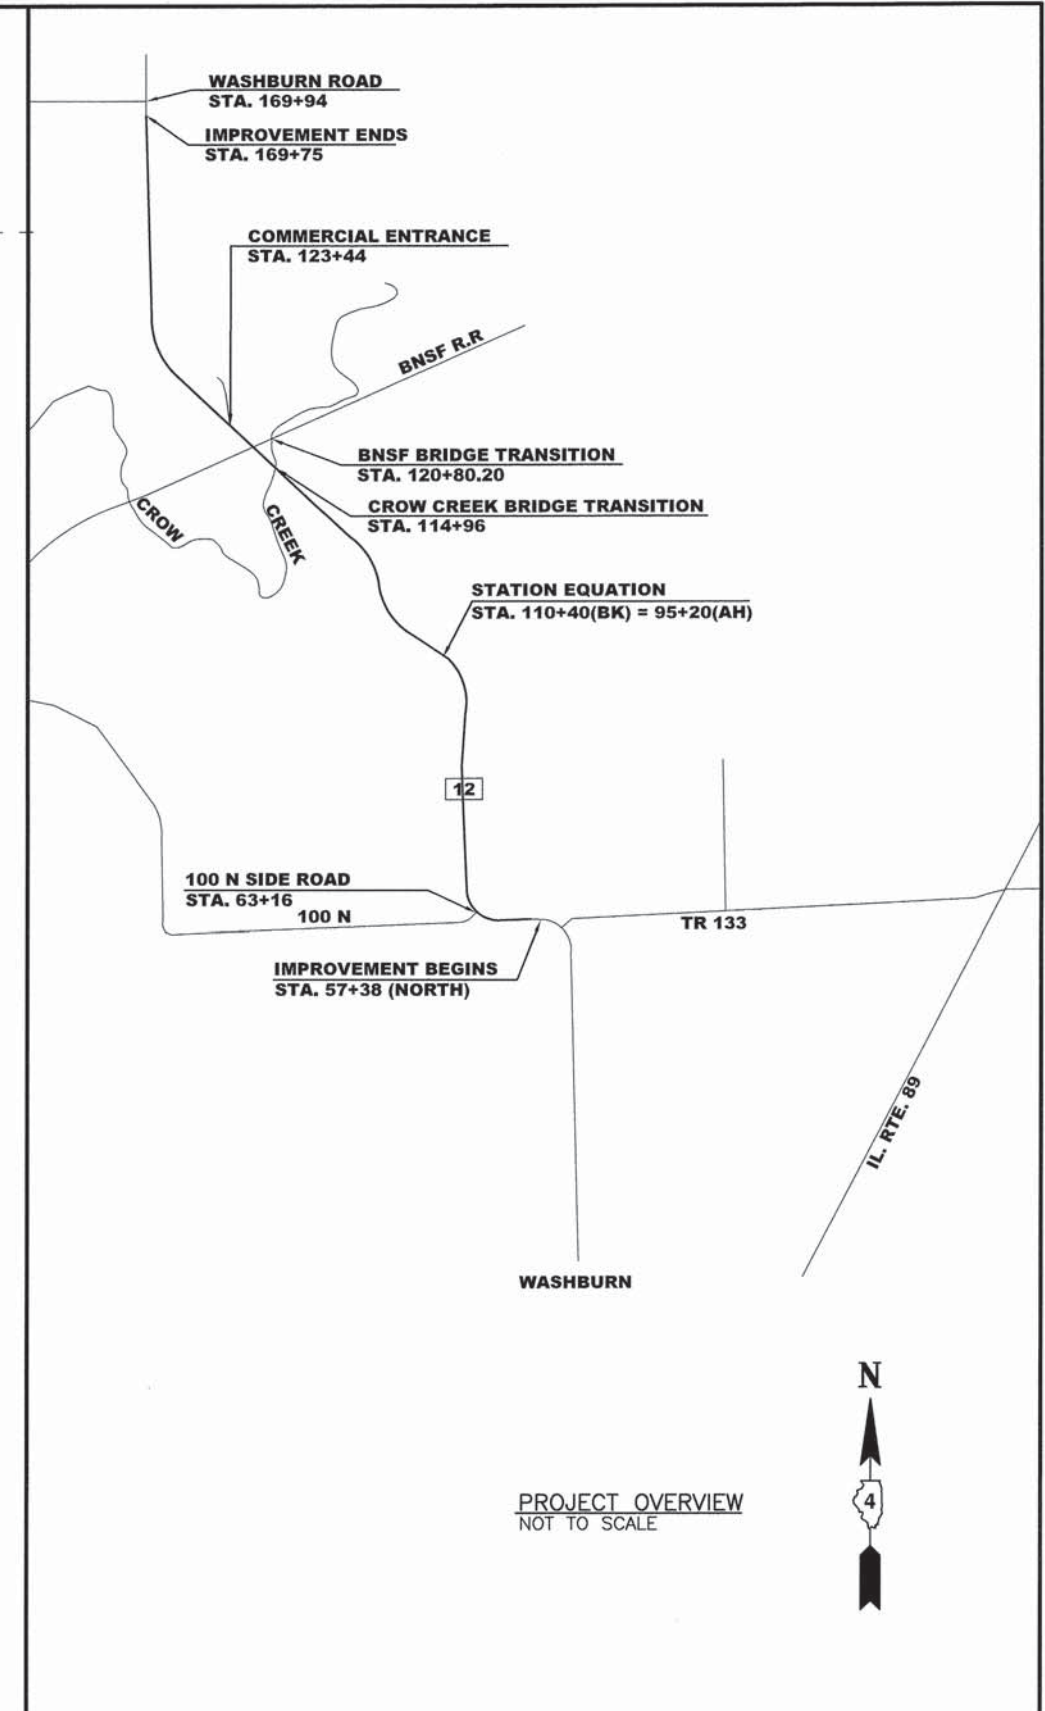 WASHBURN ROAD
STA. 169+94
IMPROVEMENT ENDS
STA. 169+75
COMMERCIAL ENTRANCE
STA. 123+44
BNSF R.R
BNSF BRIDGE TRANSITION
STA. 120+80.20
CROW CREEK BRIDGE TRANSITION
STA. 114+96
CROW
CREEK
STATION EQUATION
STA. 110+40(BK) = 95+20(AH)
12
100 N SIDE ROAD
STA. 63+16
100 N
TR 133
IMPROVEMENT BEGINS
STA. 57+38 (NORTH)
IL. RTE. 89
WASHBURN
N
4
PROJECT OVERVIEW
NOT TO SCALE